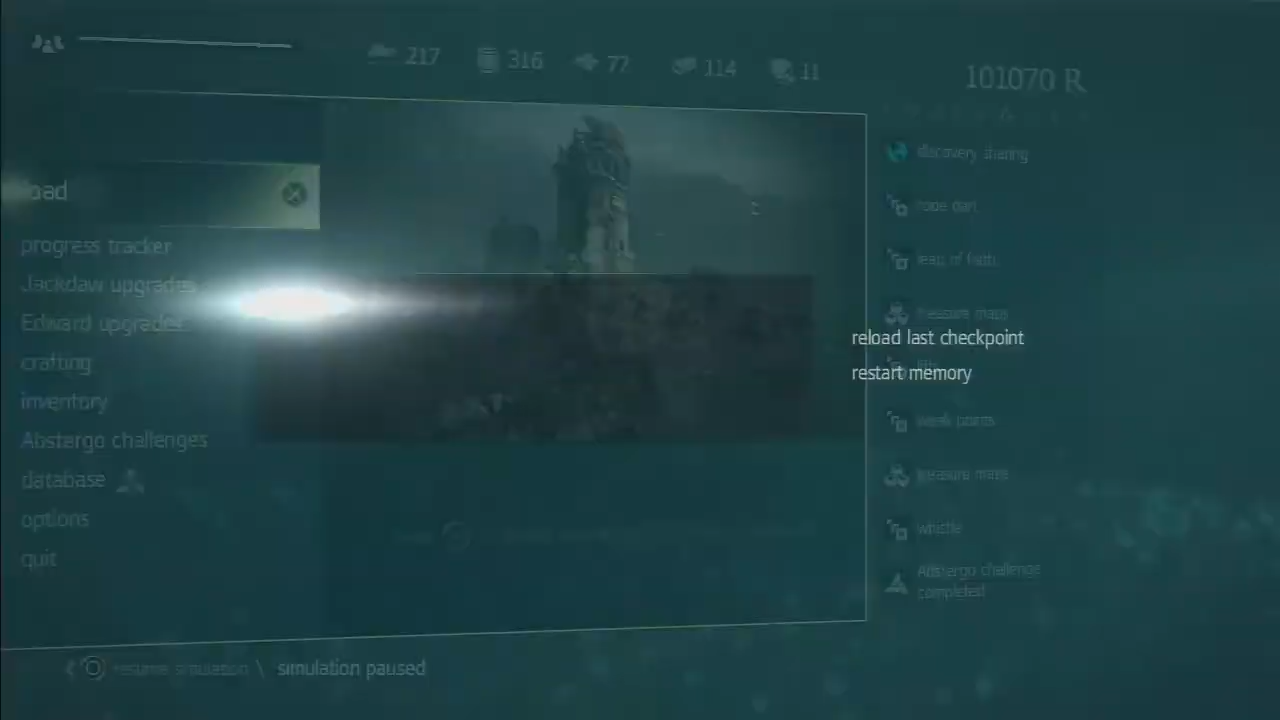 217 316 77 114 11
101070 R
load
progress tracker
Jackdaw upgrades
Edward upgrades
crafting
inventory
Abstergo challenges
database
options
quit
discovery sharing
rope dart
leap of faith
treasure maps
reload last checkpoint
restart memory
weak points
treasure maps
whistle
Abstergo challenge
completed
resume simulation \ simulation paused